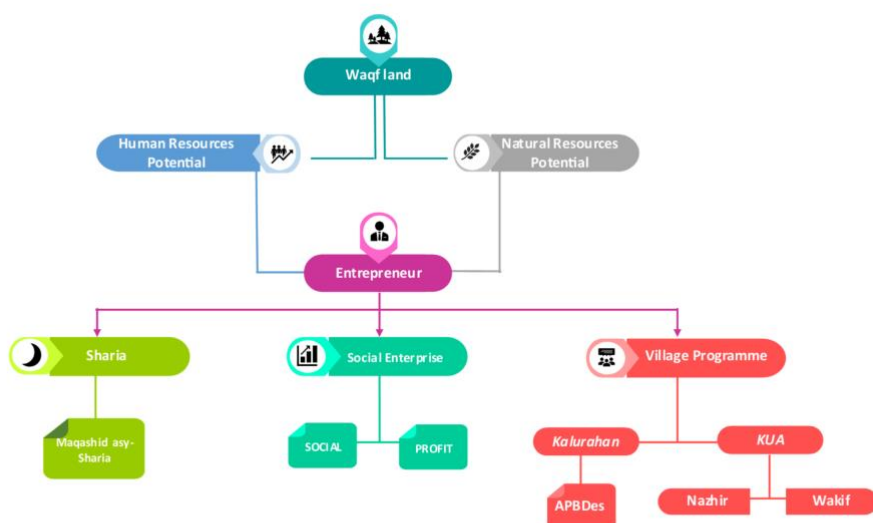 Waqf land
Human Resources
Potential
Natural Resources
Potential
Entrepreneur
Sharia
Social Enterprise
Village Programme
Maqashid asy-
Sharia
SOCIAL
PROFIT
Kalurahan
KUA
APBDes
Nazhir
Wakif